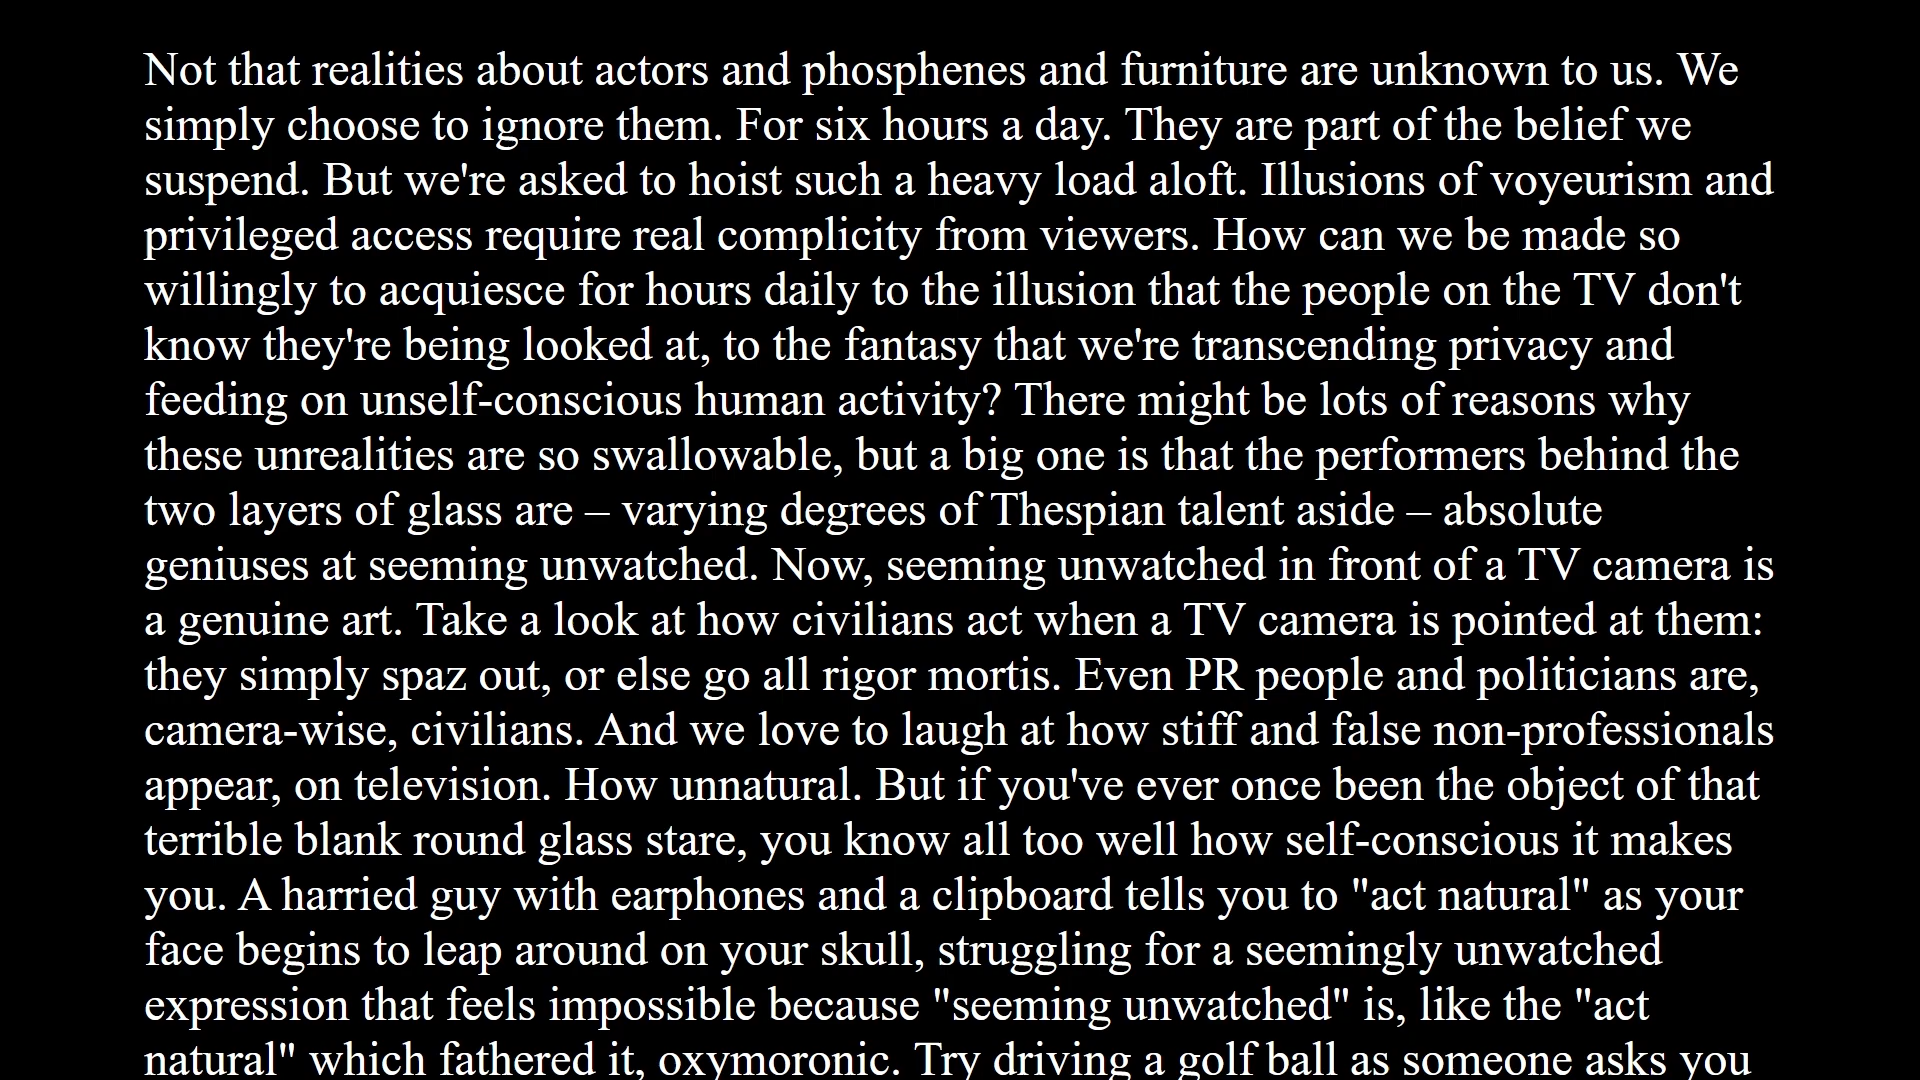 Not that realities about actors and phosphenes and furniture are unknown to us. We
simply choose to ignore them. For six hours a day. They are part of the belief we
suspend. But we're asked to hoist such a heavy load aloft. Illusions of voyeurism and
privileged access require real complicity from viewers. How can we be made so
willingly to acquiesce for hours daily to the illusion that the people on the TV don't
know they're being looked at, to the fantasy that we're transcending privacy and
feeding on unself-conscious human activity? There might be lots of reasons why
these unrealities are so swallowable, but a big one is that the performers behind the
two layers of glass are – varying degrees of Thespian talent aside – absolute
geniuses at seeming unwatched. Now, seeming unwatched in front of a TV camera is
a genuine art. Take a look at how civilians act when a TV camera is pointed at them:
they simply spaz out, or else go all rigor mortis. Even PR people and politicians are,
camera-wise, civilians. And we love to laugh at how stiff and false non-professionals
appear, on television. How unnatural. But if you've ever once been the object of that
terrible blank round glass stare, you know all too well how self-conscious it makes
you. A harried guy with earphones and a clipboard tells you to "act natural" as your
face begins to leap around on your skull, struggling for a seemingly unwatched
expression that feels impossible because "seeming unwatched" is, like the "act
natural" which fathered it, oxymoronic. Try driving a golf ball as someone asks you